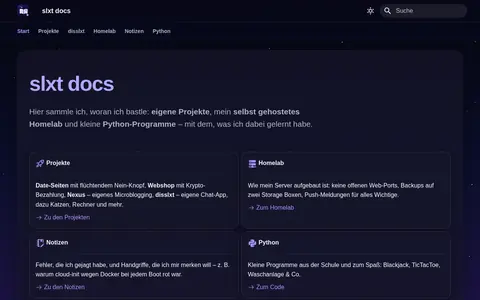 slxt docs
Suche
Start Projekte disslxt Homelab Notizen Python
slxt docs
Hier sammle ich, woran ich bastle: eigene Projekte, mein selbst gehostetes
Homelab und kleine Python-Programme – mit dem, was ich dabei gelernt habe.
Projekte
Date-Seiten mit flüchtendem Nein-Knopf. Webshop mit Krypto-
Bezahlung, Nexus – eigenes Microblogging, disslxt – eigene Chat-App,
dazu Katzen, Rechner und mehr.
→ Zu den Projekten
Homelab
Wie mein Server aufgebaut ist: keine offenen Web-Ports, Backups auf
zwei Storage Boxen, Push-Meldungen für alles Wichtige.
→ Zum Homelab
Notizen
Fehler, die ich gejagt habe, und Handgriffe, die ich mir merken will – z. B.
warum cloud-init wegen Docker bei jedem Boot rot war.
→ Zu den Notizen
Python
Kleine Programme aus der Schule und zum Spaß: Blackjack, TicTacToe,
Waschanlage & Co.
→ Zum Code